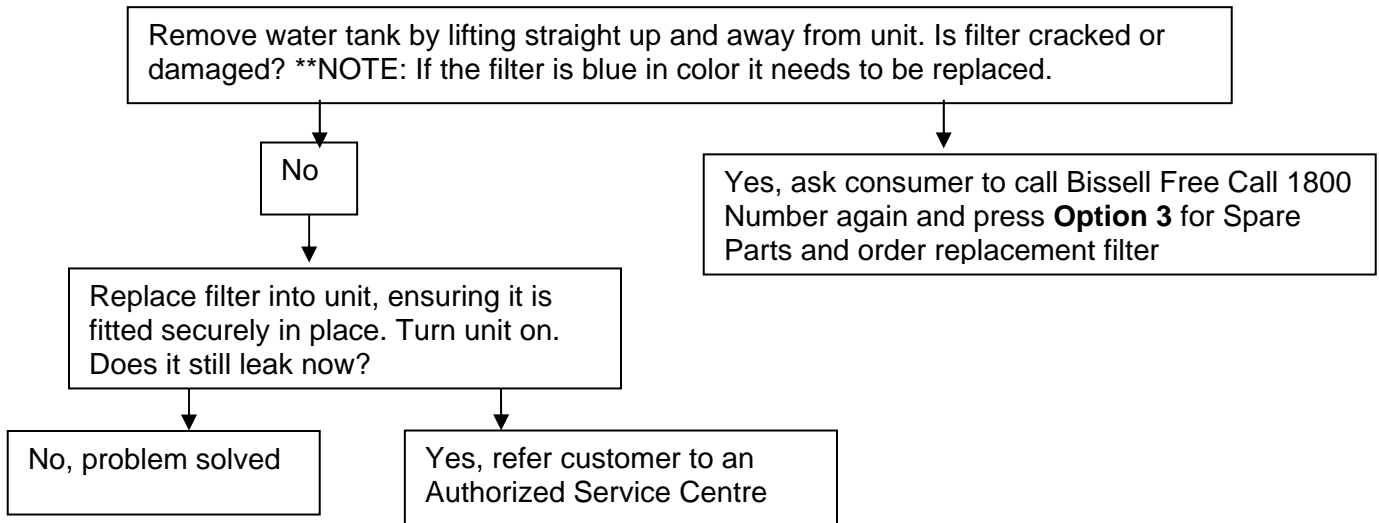 Remove water tank by lifting straight up and away from unit. Is filter cracked or
damaged? **NOTE: If the filter is blue in color it needs to be replaced.
No
Yes, ask consumer to call Bissell Free Call 1800
Number again and press Option 3 for Spare
Parts and order replacement filter
Replace filter into unit, ensuring it is
fitted securely in place. Turn unit on.
Does it still leak now?
No, problem solved
Yes, refer customer to an
Authorized Service Centre